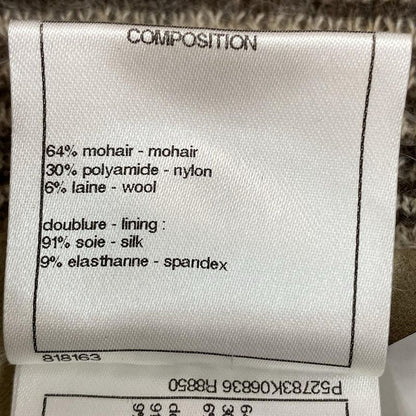 COMPOSITION
64% mohair - mohair
30% polyamide - nylon
6% laine - wool
doublure - lining :
91% soie - silk
9% elasthanne - spandex
818163
P52783K06836 R8850